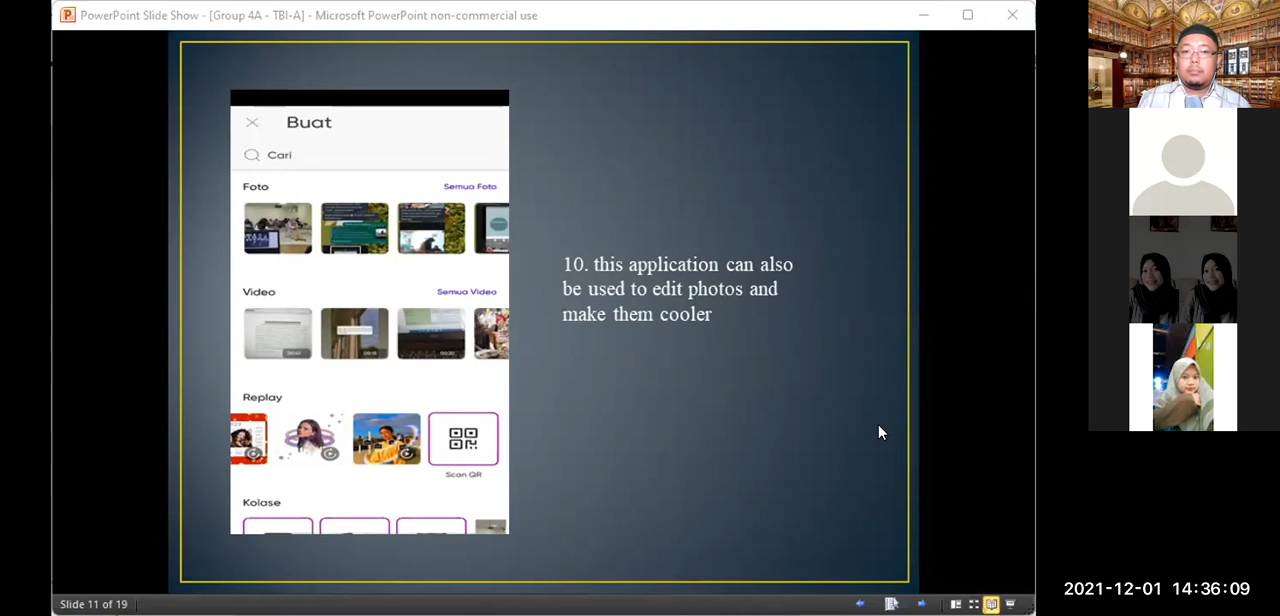 PowerPoint Slide Show - [Group 4A - TBI-A] - Microsoft PowerPoint non-commercial use
Buat
Cari
Foto
Semua Foto
Video
Semua Video
Replay
Scan QR
Kolase
10. this application can also
be used to edit photos and
make them cooler
Slide 11 of 19
2021-12-01 14:36:09